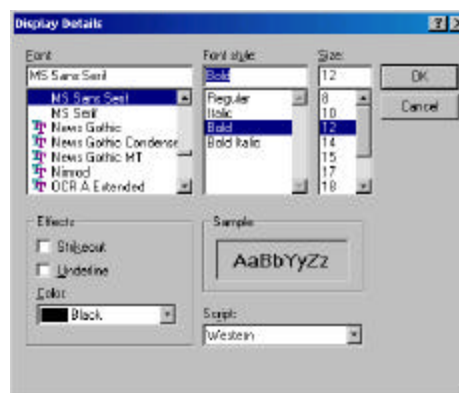 Display Details
Font:
Font style:
Size:
MS Sans Serif
Bold
12
OK
Cancel
MS Sans Serif
MS Serif
News Gothic
News Gothic Condense
News Gothic MT
Nimrod
OCR A Extended
Regular
Italic
Bold
Bold Italic
8
10
12
14
15
17
18
Effects
Strikeout
Underline
Color:
Black
Sample
AaBbYyZz
Script:
Western